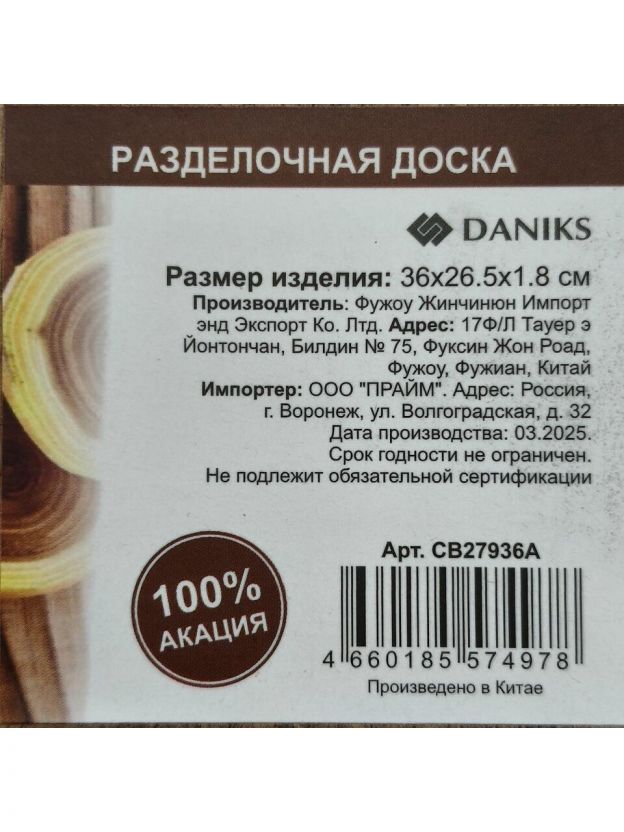 РАЗДЕЛОЧНАЯ ДОСКА
DANIKS
Размер изделия: 36х26.5х1.8 см
Производитель: Фужоу Жинчинюн Импорт
энд Экспорт Ко. Лтд. Адрес: 17Ф/Л Тауер э
Йонтончан, Билдин № 75, Фуксин Жон Роад,
Фужоу, Фужиан, Китай
Импортер: ООО "ПРАЙМ". Адрес: Россия,
г. Воронеж, ул. Волгоградская, д. 32
Дата производства: 03.2025.
Срок годности не ограничен.
Не подлежит обязательной сертификации
100%
АКАЦИЯ
Арт. CB27936A
4 660185 574978
Произведено в Китае